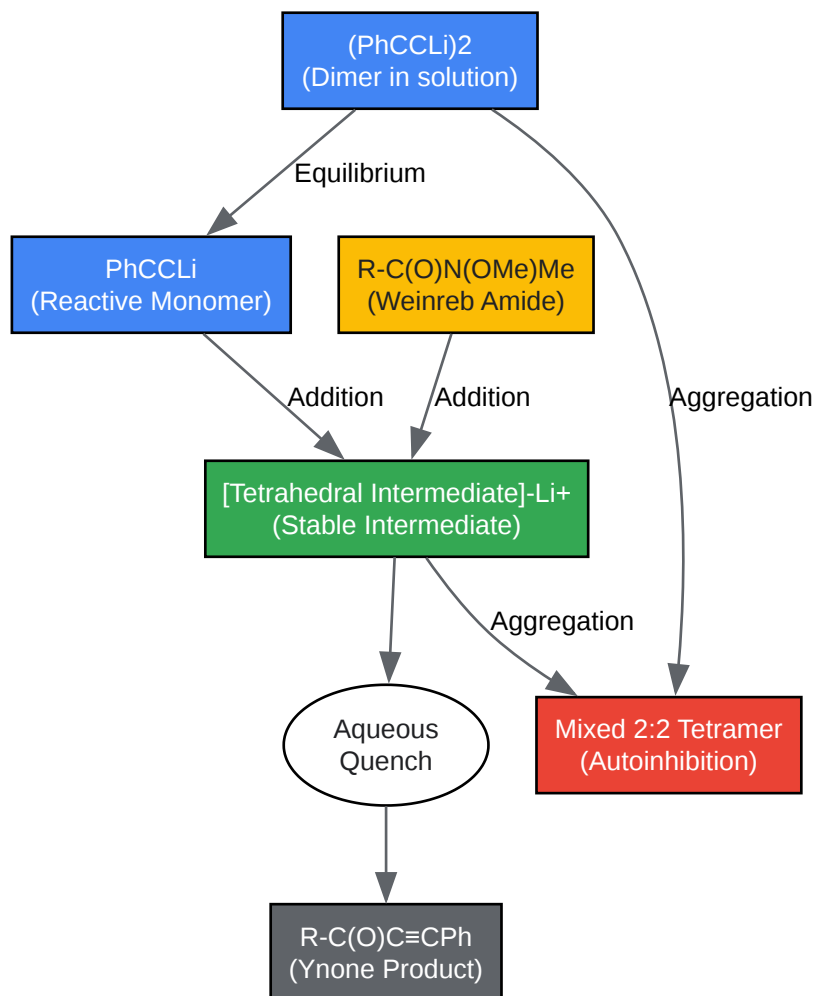 (PhCCLi)2
(Dimer in solution)
Equilibrium
PhCCLi
(Reactive Monomer)
R-C(O)N(OMe)Me
(Weinreb Amide)
Addition
Addition
Aggregation
[Tetrahedral Intermediate]-Li+
(Stable Intermediate)
Aggregation
Aqueous
Quench
Mixed 2:2 Tetramer
(Autoinhibition)
R-C(O)C≡CPh
(Ynone Product)